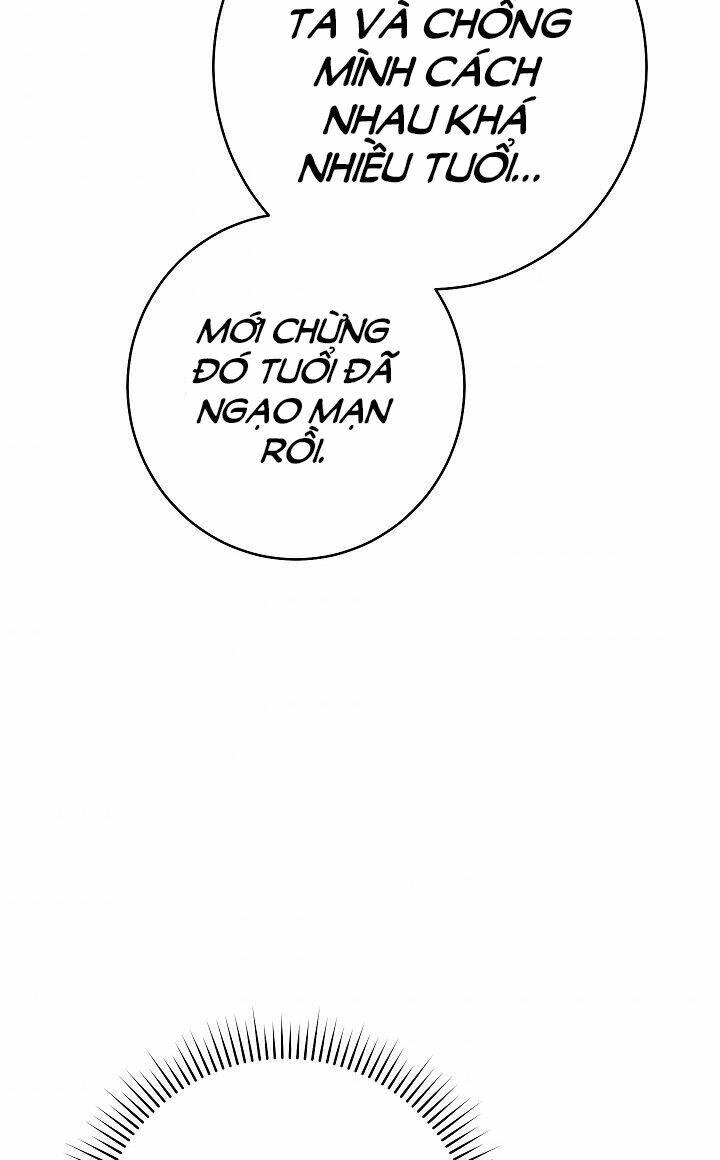 TA VÀ CHỒNG
MÌNH CÁCH
NHAU KHÁ
NHIỀU TUỔI...
MỚI CHỪNG
ĐÓ TUỔI ĐÃ
NGẠO MẠN
RỒI.